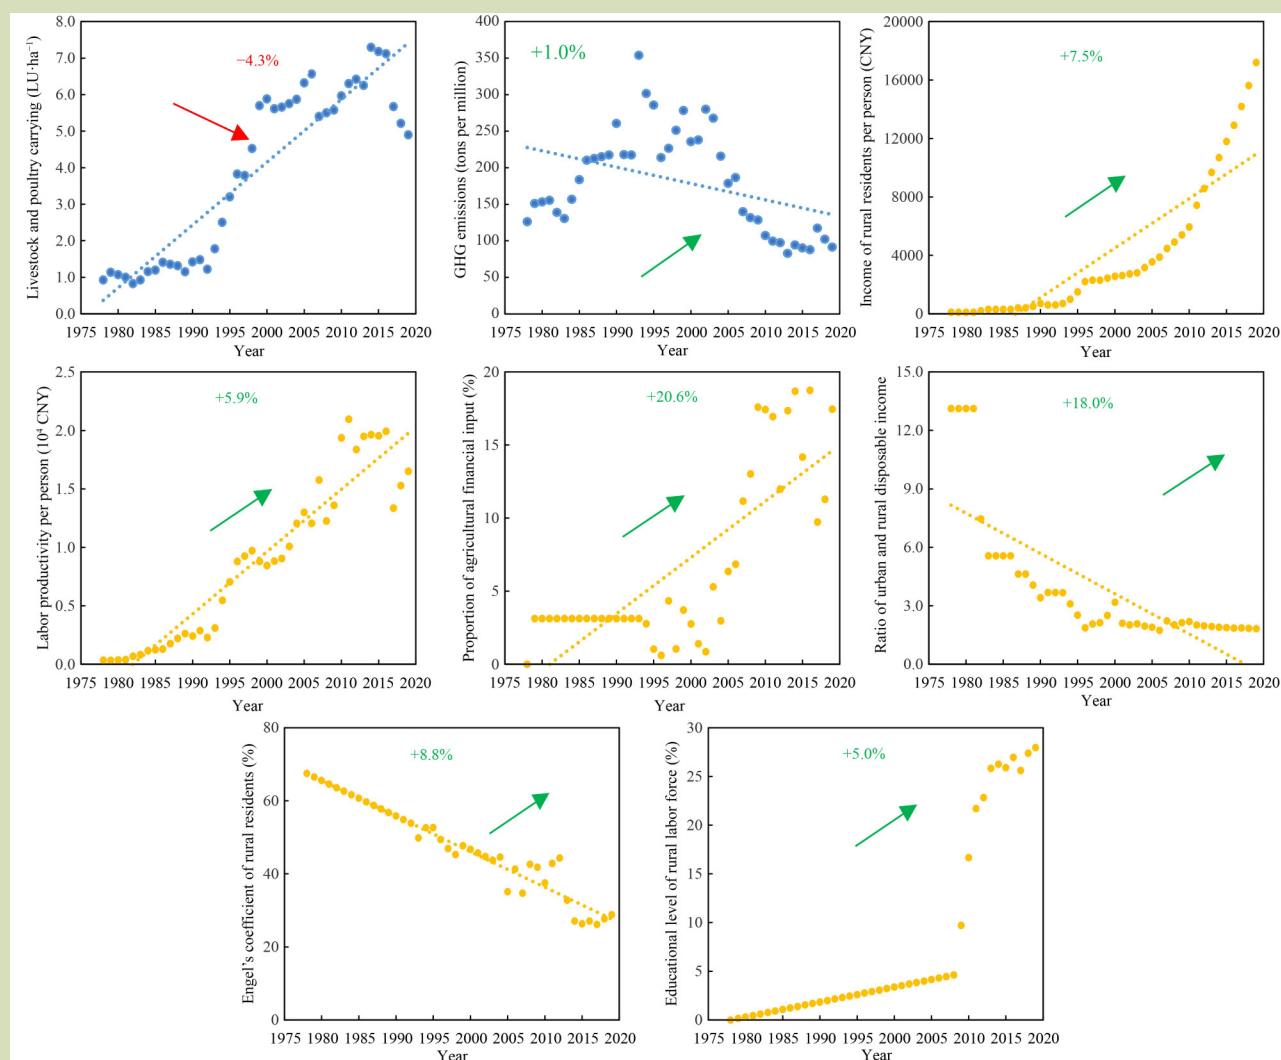 Livestock and poultry carrying (LU·ha⁻¹)
8.0
7.0
6.0
5.0
4.0
3.0
2.0
1.0
0.0
−4.3%
1975 1980 1985 1990 1995 2000 2005 2010 2015 2020
Year
GHG emissions (tons per million)
400
350
300
250
200
150
100
50
0
+1.0%
1975 1980 1985 1990 1995 2000 2005 2010 2015 2020
Year
Income of rural residents per person (CNY)
20000
16000
12000
8000
4000
0
+7.5%
1975 1980 1985 1990 1995 2000 2005 2010 2015 2020
Year
Labor productivity per person (10⁴ CNY)
2.5
2.0
1.5
1.0
0.5
0.0
+5.9%
1975 1980 1985 1990 1995 2000 2005 2010 2015 2020
Year
Proportion of agricultural financial input (%)
20
15
10
5
0
+20.6%
1975 1980 1985 1990 1995 2000 2005 2010 2015 2020
Year
Ratio of urban and rural disposable income
15.0
12.0
9.0
6.0
3.0
0.0
+18.0%
1975 1980 1985 1990 1995 2000 2005 2010 2015 2020
Year
Engel's coefficient of rural residents (%)
80
60
40
20
0
+8.8%
1975 1980 1985 1990 1995 2000 2005 2010 2015 2020
Year
Educational level of rural labor force (%)
30
25
20
15
10
5
0
+5.0%
1975 1980 1985 1990 1995 2000 2005 2010 2015 2020
Year